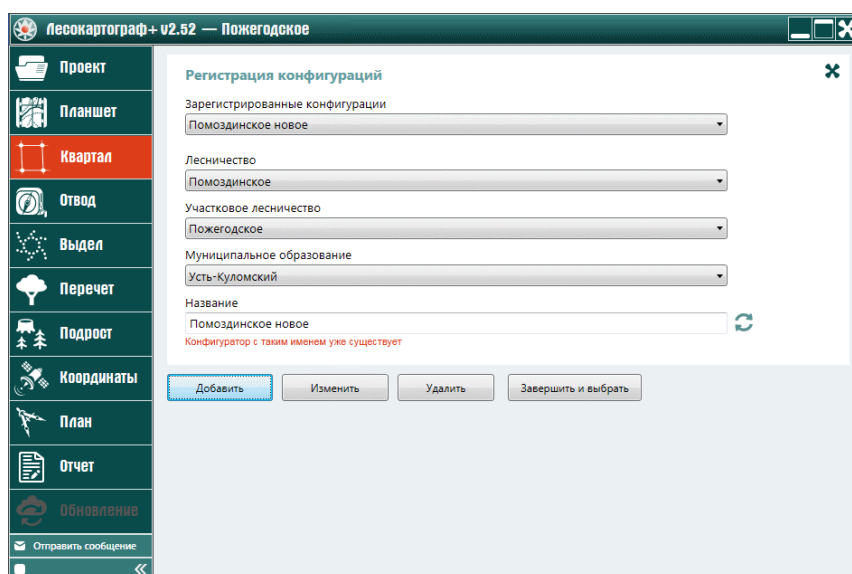 Лесокартограф+ v2.52 — Пожегодское
Проект
Планшет
Квартал
Отвод
Выдел
Перечет
Подрост
Координаты
План
Отчет
Обновление
Отправить сообщение
Регистрация конфигураций
Зарегистрированные конфигурации
Помоздинское новое
Лесничество
Помоздинское
Участковое лесничество
Пожегодское
Муниципальное образование
Усть-Куломский
Название
Помоздинское новое
Конфигуратор с таким именем уже существует
Добавить
Изменить
Удалить
Завершить и выбрать